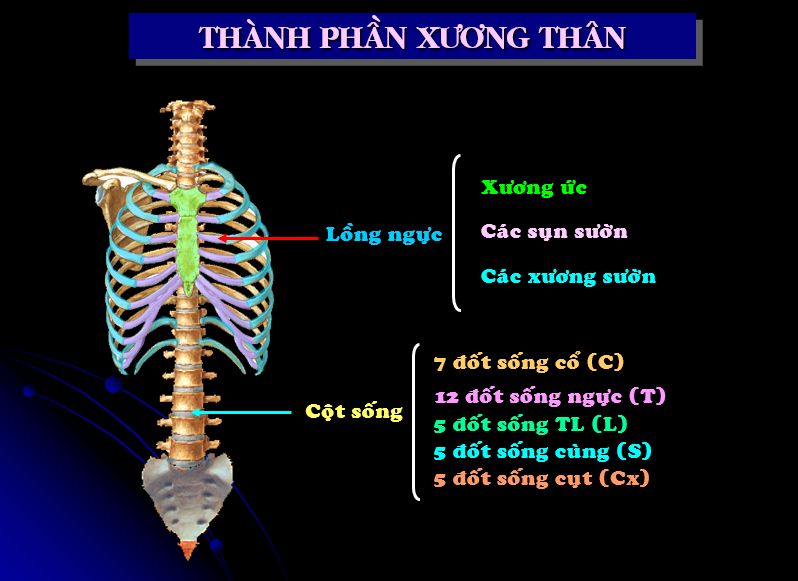 THÀNH PHẦN XƯƠNG THÂN
Lồng ngực
Xương ức
Các sụn sườn
Các xương sườn
Cột sống
7 đốt sống cổ (C)
12 đốt sống ngực (T)
5 đốt sống TL (L)
5 đốt sống cùng (S)
5 đốt sống cụt (Cx)